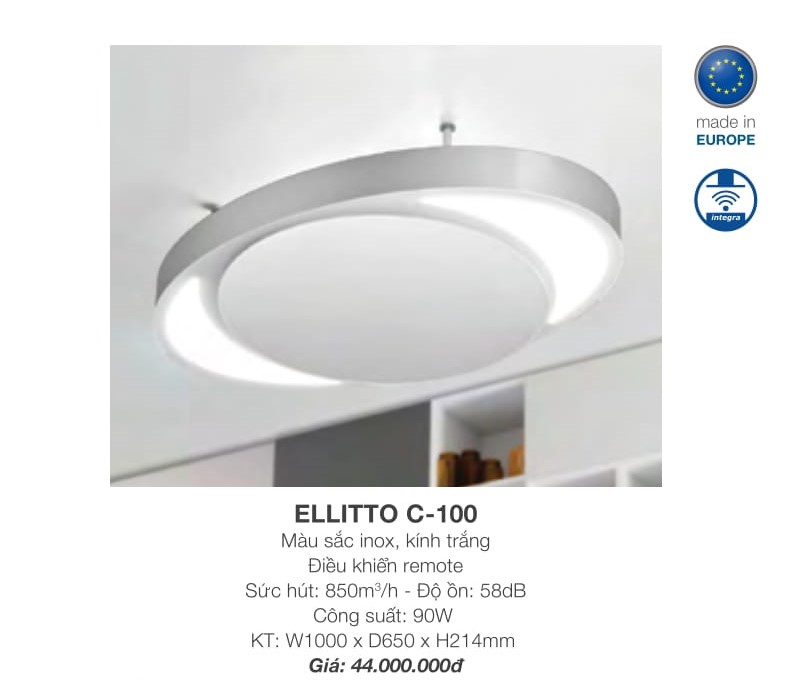 made in
EUROPE
integra
ELLITTO C-100
Màu sắc inox, kính trắng
Điều khiển remote
Sức hút: 850m³/h - Độ ồn: 58dB
Công suất: 90W
KT: W1000 x D650 x H214mm
Giá: 44.000.000đ